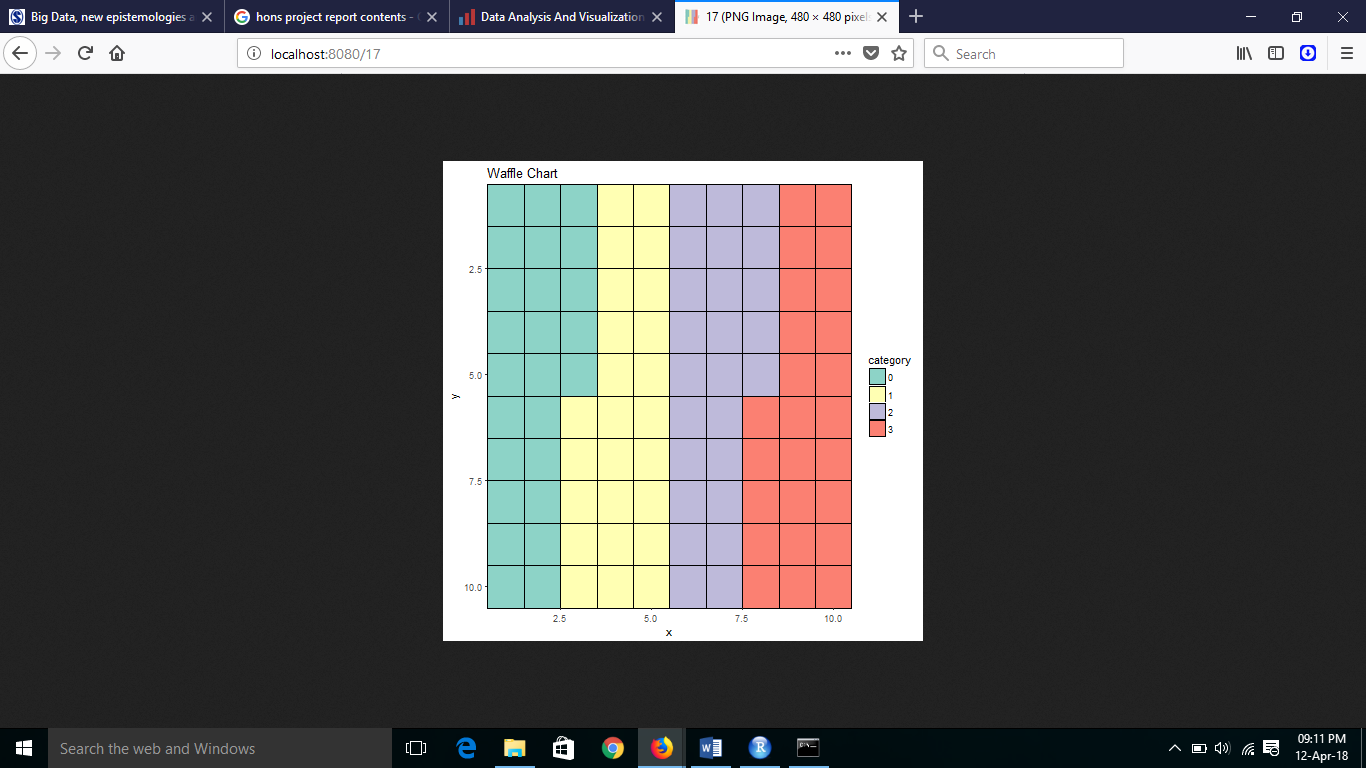 Big Data, new epistemologies a
hons project report contents -
Data Analysis And Visualization
17 (PNG Image, 480 × 480 pixel
localhost:8080/17
Search
Waffle Chart
2.5
5.0
y
7.5
10.0
2.5 5.0 7.5 10.0
x
category
0
1
2
3
Search the web and Windows
09:11 PM
12-Apr-18